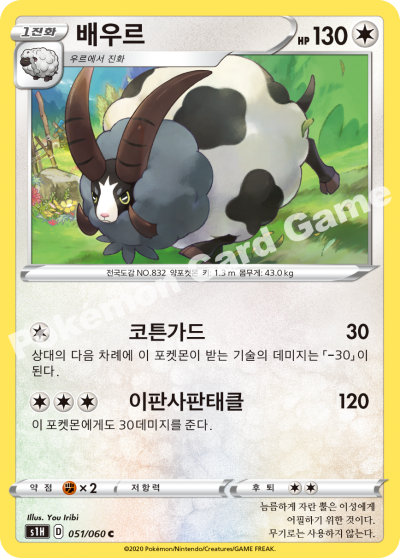 1진화
배우르
HP 130
우르에서 진화
전국도감 NO.832 양포켓몬 키: 1.3 m 몸무게: 43.0 kg
Pokémon Card Game
코튼가드 30
상대의 다음 차례에 이 포켓몬이 받는 기술의 데미지는 「-30」이
된다.
이판사판태클 120
이 포켓몬에게도 30데미지를 준다.
약점 ×2 저항력 후퇴
Illus. You Iribi
s1H D 051/060 C
늠름하게 자란 뿔은 이성에게
어필하기 위한 것이다.
무기로는 사용하지 않는다.
©2020 Pokémon/Nintendo/Creatures/GAME FREAK.